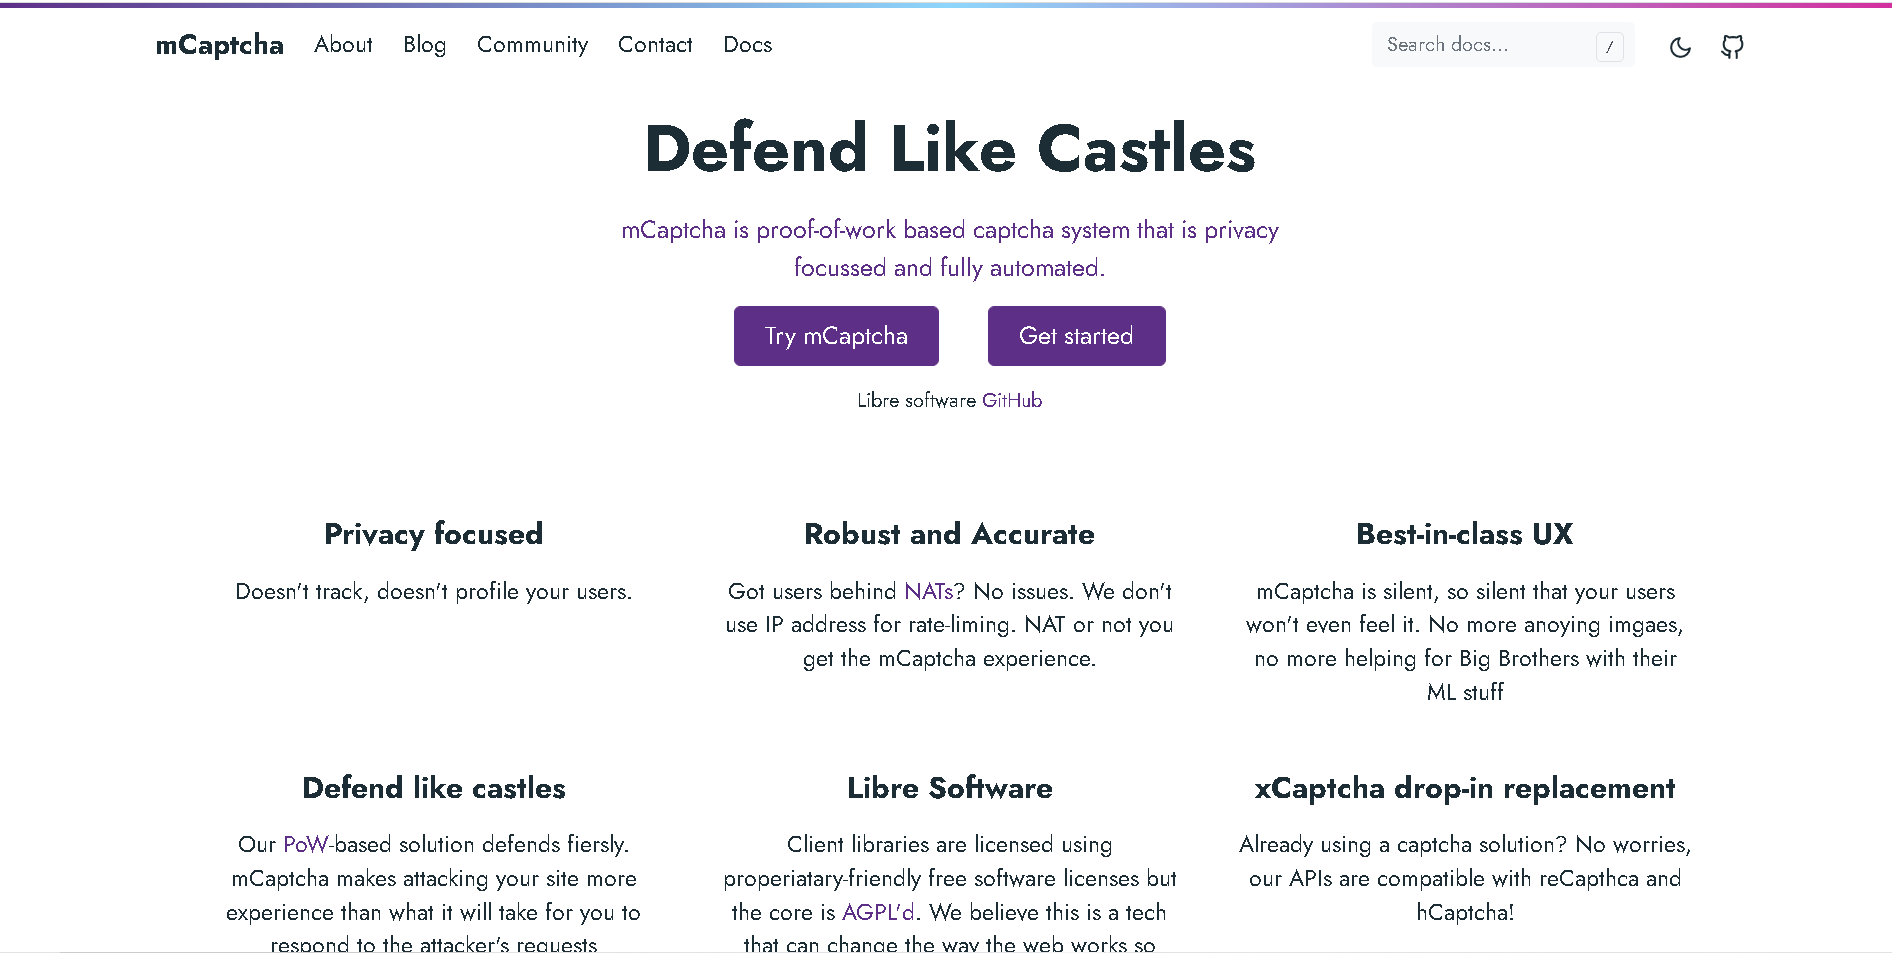 mCaptcha About Blog Community Contact Docs Search docs... /
Defend Like Castles
mCaptcha is proof-of-work based captcha system that is privacy
focussed and fully automated.
Try mCaptcha Get started
Libre software GitHub
Privacy focused
Doesn't track, doesn't profile your users.
Robust and Accurate
Got users behind NATs? No issues. We don't
use IP address for rate-liming. NAT or not you
get the mCaptcha experience.
Best-in-class UX
mCaptcha is silent, so silent that your users
won't even feel it. No more anoying imgaes,
no more helping for Big Brothers with their
ML stuff
Defend like castles
Our PoW-based solution defends fiersly.
mCaptcha makes attacking your site more
experience than what it will take for you to
respond to the attacker's requests
Libre Software
Client libraries are licensed using
properiatary-friendly free software licenses but
the core is AGPL'd. We believe this is a tech
that can change the way the web works so
xCaptcha drop-in replacement
Already using a captcha solution? No worries,
our APIs are compatible with reCapthca and
hCaptcha!